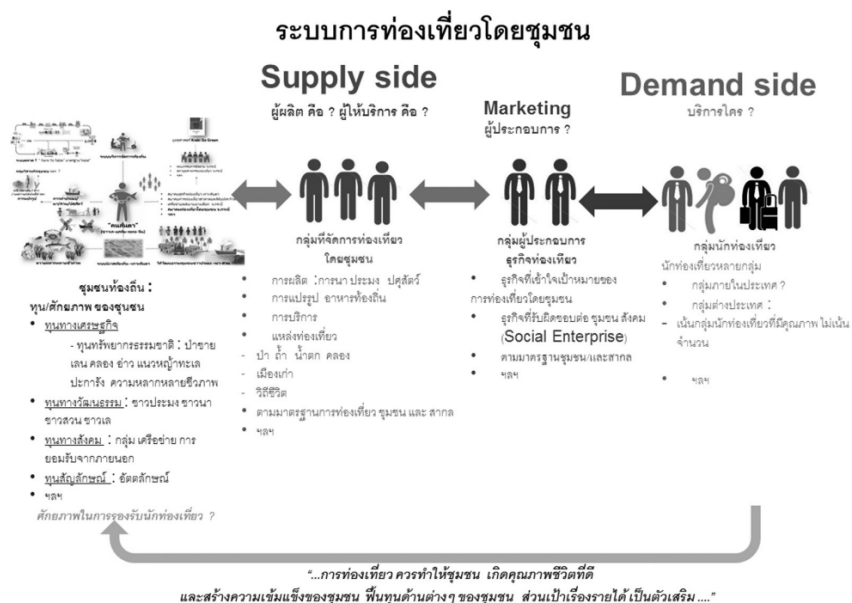 ระบบการท่องเที่ยวโดยชุมชน
Supply side
ผู้ผลิต คือ ? ผู้ให้บริการ คือ ?
Marketing
ผู้ประกอบการ ?
Demand side
บริการใคร ?
"คนเกาะลันตา"
ชุมชนท้องถิ่น :
ทุน/ศักยภาพ ของชุมชน
• ทุนทางเศรษฐกิจ
- ทุนทรัพยากรธรรมชาติ : ป่าชาย
เลน คลอง อ่าว แนวหญ้าทะเล
ปะการัง ความหลากหลายชีวภาพ
• ทุนทางวัฒนธรรม : ชาวประมง ชาวนา
ชาวสวน ชาวเล
• ทุนทางสังคม : กลุ่ม เครือข่าย การ
ยอมรับจากภายนอก
• ทุนสัญลักษณ์ : อัตตลักษณ์
• ฯลฯ
ศักยภาพในการรองรับนักท่องเที่ยว ?
กลุ่มที่จัดการท่องเที่ยว
โดยชุมชน
• การผลิต :การนา ประมง ปศุสัตว์
• การแปรรูป อาหารท้องถิ่น
• การบริการ
• แหล่งท่องเที่ยว
- ป่า ถ้ำ น้ำตก คลอง
- เมืองเก่า
- วิถีชีวิต
• ตามมาตรฐานการท่องเที่ยว ชุมชน และ สากล
• ฯลฯ
กลุ่มผู้ประกอบการ
ธุรกิจท่องเที่ยว
• ธุรกิจที่เข้าใจเป้าหมายของ
การท่องเที่ยวโดยชุมชน
• ธุรกิจที่รับผิดชอบต่อ ชุมชน สังคม
(Social Enterprise)
• ตามมาตรฐานชุมชน/และสากล
• ฯลฯ
กลุ่มนักท่องเที่ยว
นักท่องเที่ยวหลายกลุ่ม
• กลุ่มภายในประเทศ ?
• กลุ่มต่างประเทศ :
- เน้นกลุ่มนักท่องเที่ยวที่มีคุณภาพ ไม่เน้น
จำนวน
• ฯลฯ
"...การท่องเที่ยว ควรทำให้ชุมชน เกิดคุณภาพชีวิตที่ดี
และสร้างความเข้มแข็งของชุมชน ฟื้นทุนด้านต่างๆ ของชุมชน ส่วนเป้าเรื่องรายได้ เป็นตัวเสริม ...."